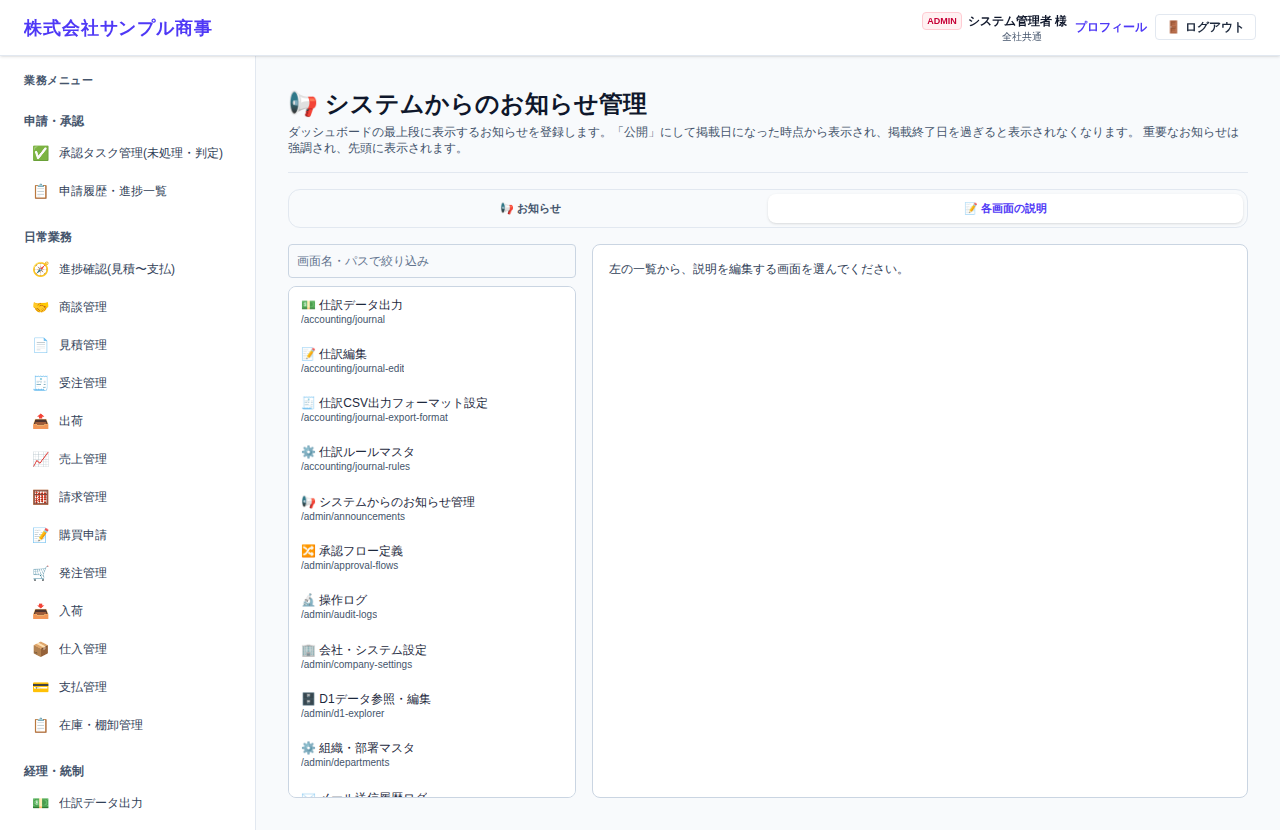 株式会社サンプル商事
ADMIN
システム管理者 様
全社共通
プロフィール
ログアウト
業務メニュー
申請・承認
承認タスク管理(未処理・判定)
申請履歴・進捗一覧
日常業務
進捗確認(見積〜支払)
商談管理
見積管理
受注管理
出荷
売上管理
請求管理
購買申請
発注管理
入荷
仕入管理
支払管理
在庫・棚卸管理
経理・統制
仕訳データ出力
システムからのお知らせ管理
ダッシュボードの最上段に表示するお知らせを登録します。「公開」にして掲載日になった時点から表示され、掲載終了日を過ぎると表示されなくなります。 重要なお知らせは
強調され、先頭に表示されます。
お知らせ
各画面の説明
画面名・パスで絞り込み
仕訳データ出力
/accounting/journal
仕訳編集
/accounting/journal-edit
仕訳CSV出力フォーマット設定
/accounting/journal-export-format
仕訳ルールマスタ
/accounting/journal-rules
システムからのお知らせ管理
/admin/announcements
承認フロー定義
/admin/approval-flows
操作ログ
/admin/audit-logs
会社・システム設定
/admin/company-settings
D1データ参照・編集
/admin/d1-explorer
組織・部署マスタ
/admin/departments
メール送信履歴ログ
左の一覧から、説明を編集する画面を選んでください。